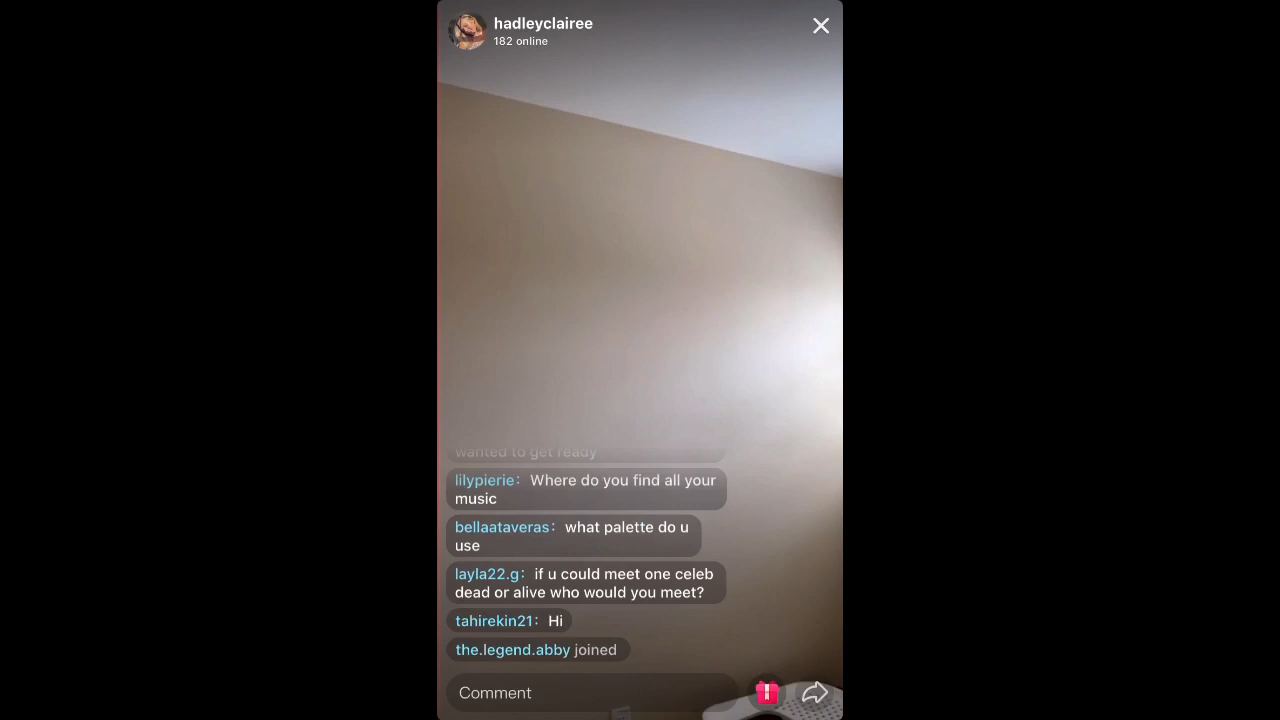 hadleyclairee
182 online
wanted to get ready
lilypierie: Where do you find all your
music
bellaataveras: what palette do u
use
layla22.g: if u could meet one celeb
dead or alive who would you meet?
tahirekin21: Hi
the.legend.abby joined
Comment